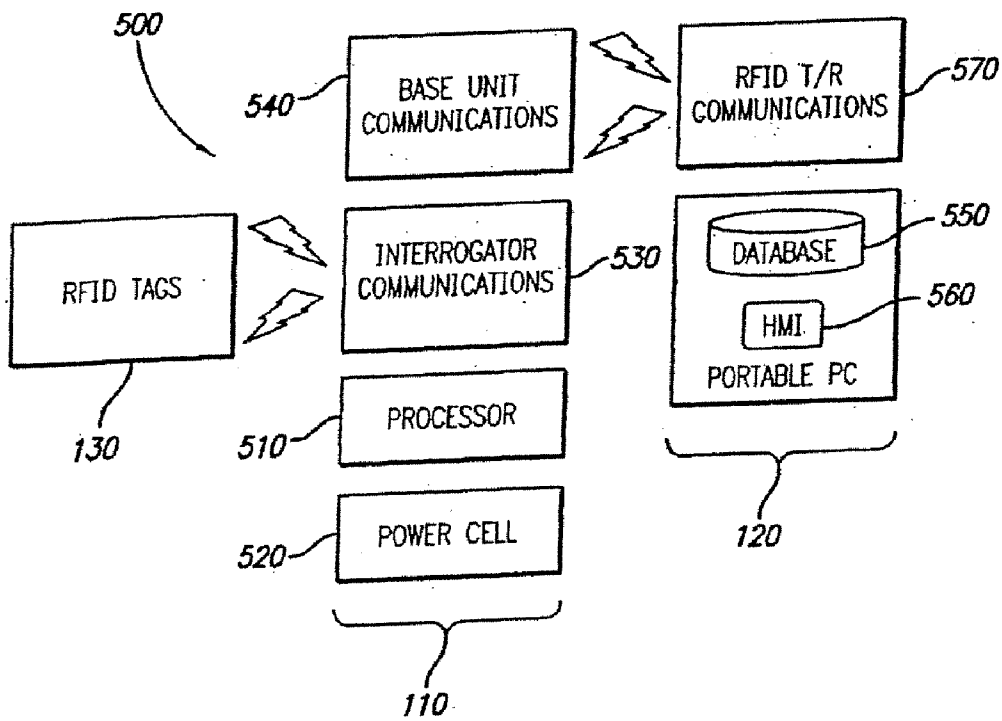 500
540
BASE UNIT
COMMUNICATIONS
RFID T/R
COMMUNICATIONS
570
RFID TAGS
130
INTERROGATOR
COMMUNICATIONS
530
DATABASE
550
HMI
560
PORTABLE PC
120
PROCESSOR
510
POWER CELL
520
110